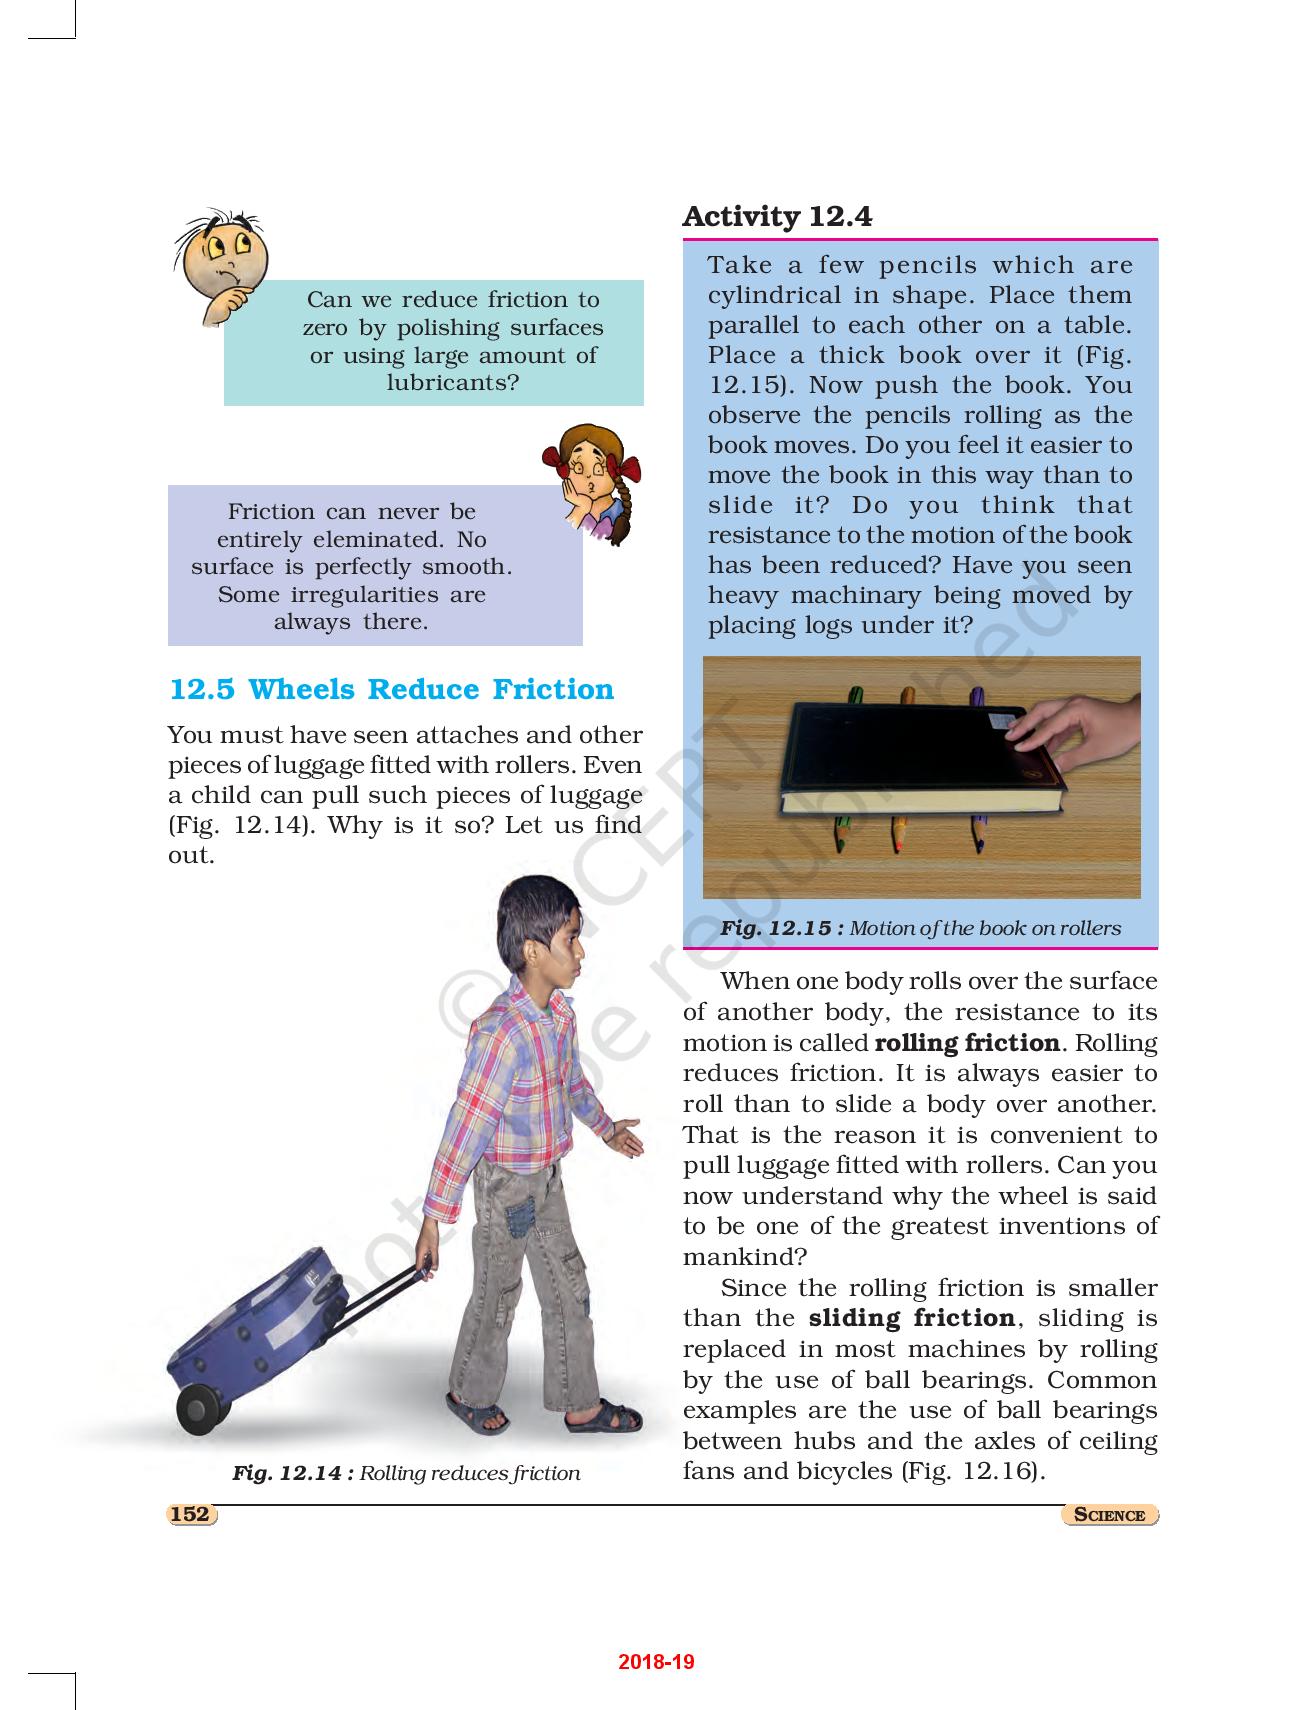 Can we reduce friction to
zero by polishing surfaces
or using large amount of
lubricants?
Friction can never be
entirely eleminated. No
surface is perfectly smooth.
Some irregularities are
always there.
12.5 Wheels Reduce Friction
You must have seen attaches and other
pieces of luggage fitted with rollers. Even
a child can pull such pieces of luggage
(Fig. 12.14). Why is it so? Let us find
out.
Fig. 12.14 : Rolling reduces friction
Activity 12.4
Take a few pencils which are
cylindrical in shape. Place them
parallel to each other on a table.
Place a thick book over it (Fig.
12.15). Now push the book. You
observe the pencils rolling as the
book moves. Do you feel it easier to
move the book in this way than to
slide it? Do you think that
resistance to the motion of the book
has been reduced? Have you seen
heavy machinary being moved by
placing logs under it?
Fig. 12.15 : Motion of the book on rollers
When one body rolls over the surface
of another body, the resistance to its
motion is called rolling friction. Rolling
reduces friction. It is always easier to
roll than to slide a body over another.
That is the reason it is convenient to
pull luggage fitted with rollers. Can you
now understand why the wheel is said
to be one of the greatest inventions of
mankind?
Since the rolling friction is smaller
than the sliding friction, sliding is
replaced in most machines by rolling
by the use of ball bearings. Common
examples are the use of ball bearings
between hubs and the axles of ceiling
fans and bicycles (Fig. 12.16).
© NCERT
not be republished
152
SCIENCE
2018-19